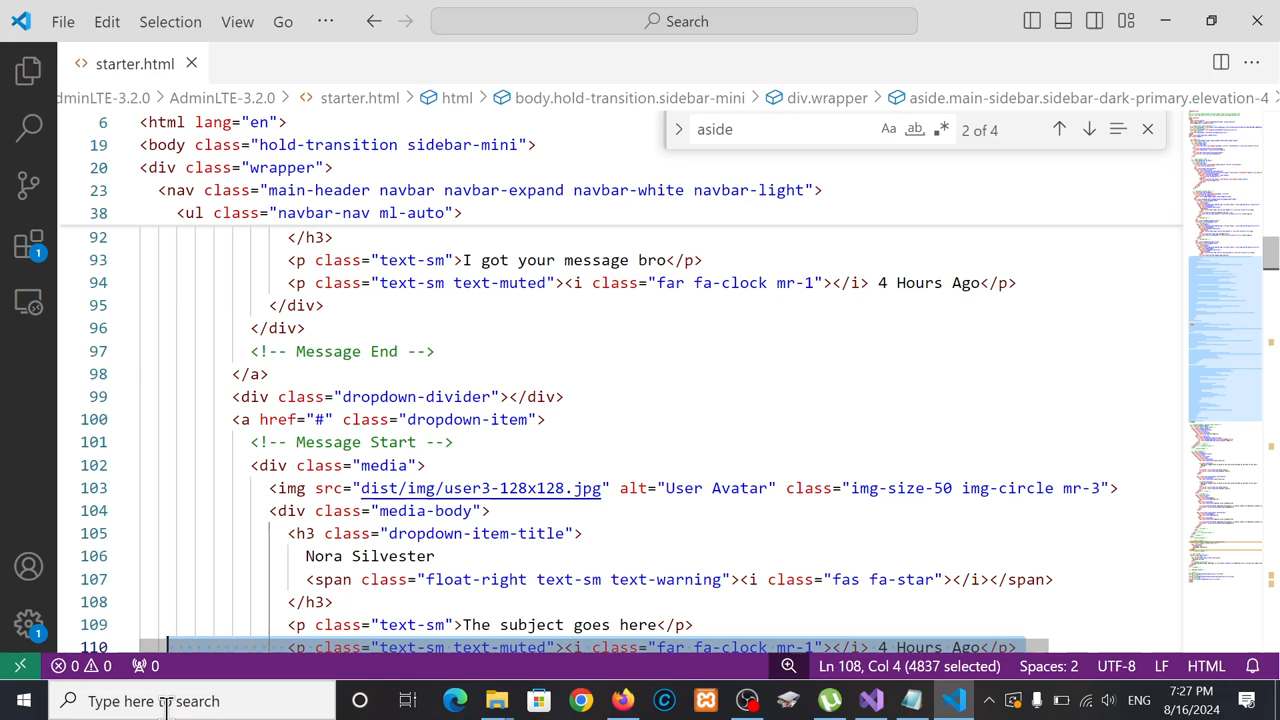 File Edit Selection View Go ··· Search
starter.html
dminLTE-3.2.0 > AdminLTE-3.2.0 > starter.html > html > body.hold-transition.sidebar-mini > div.wrapper > aside.main-sidebar.sidebar-dark-primary.elevation-4 >
</aside
6 <html lang="en">
19 <body class="hold-transition sidebar-mini">
20 <div class="wrapper">
23 <nav class="main-header navbar navbar-expand navbar-white navbar-light">
38 <ul class="navbar-nav ml-auto">
92 </h3>
93 <p class="text-sm">I got your message bro</p>
94 <p class="text-sm text-muted"><i class="far fa-clock mr-1"></i> 4 Hours Ago</p>
95 </div>
96 </div>
97 <!-- Message End -->
98 </a>
99 <div class="dropdown-divider"></div>
100 <a href="#" class="dropdown-item">
101 <!-- Message Start -->
102 <div class="media">
103 <img src="dist/img/user3-128x128.jpg" alt="User Avatar" class="img-size-50 img-circle mr-3">
104 <div class="media-body">
105 <h3 class="dropdown-item-title">
106 Nora Silvester
107 <span class="float-right text-sm text-warning"><i class="fas fa-star"></i></span>
108 </h3>
109 <p class="text-sm">The subject goes here</p>
110 <p class="text-sm text-muted"><i class="far fa-clock mr-1"></i> 4 Hours Ago</p>
0 0 0 Ln 108, Col 4 (4837 selected) Spaces: 2 UTF-8 LF HTML
Type here to search ENG 7:27 PM
8/16/2024